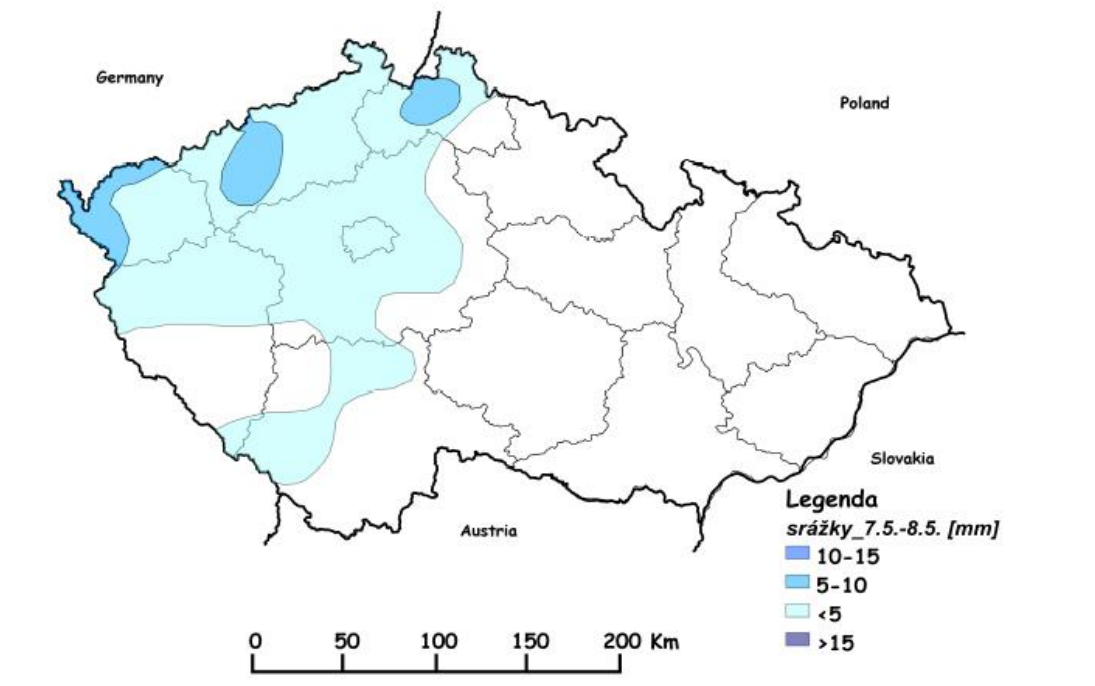 Germany
Poland
Slovakia
Austria
Legenda
srážky_7.5.-8.5. [mm]
10-15
5-10
<5
>15
0 50 100 150 200 Km